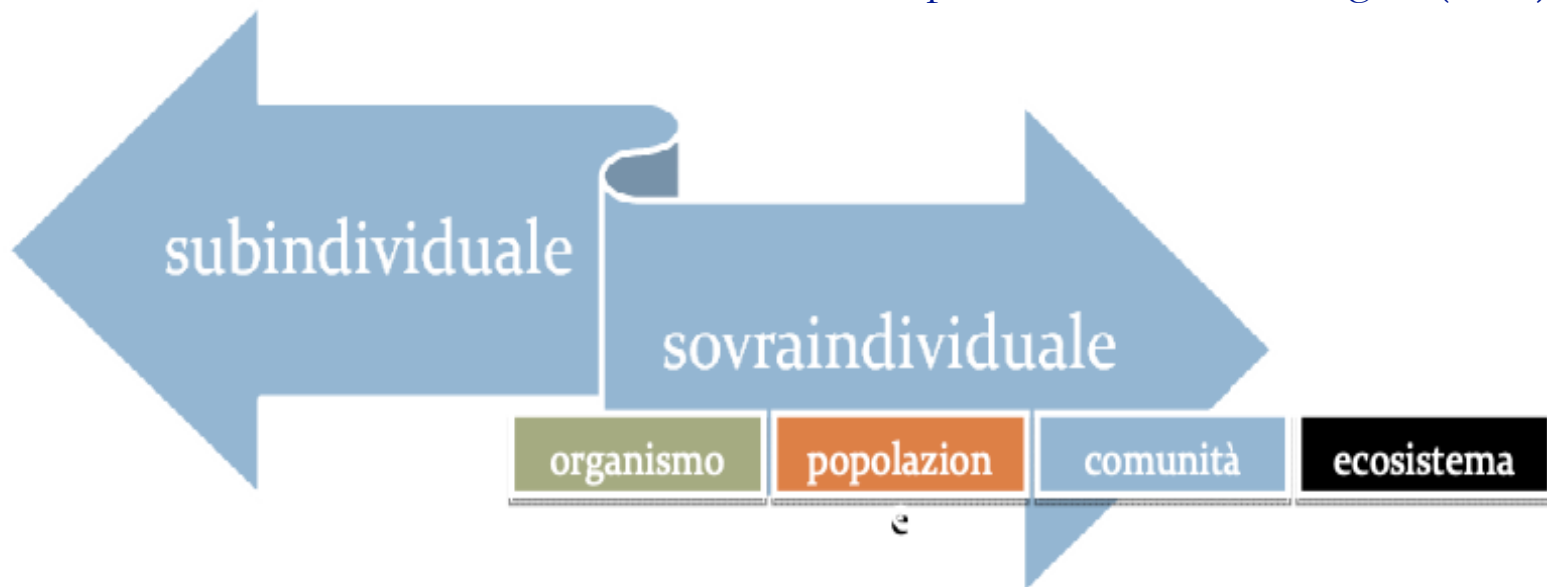 subindividuale
sovraindividuale
organismo popolazion comunità ecosistema
e